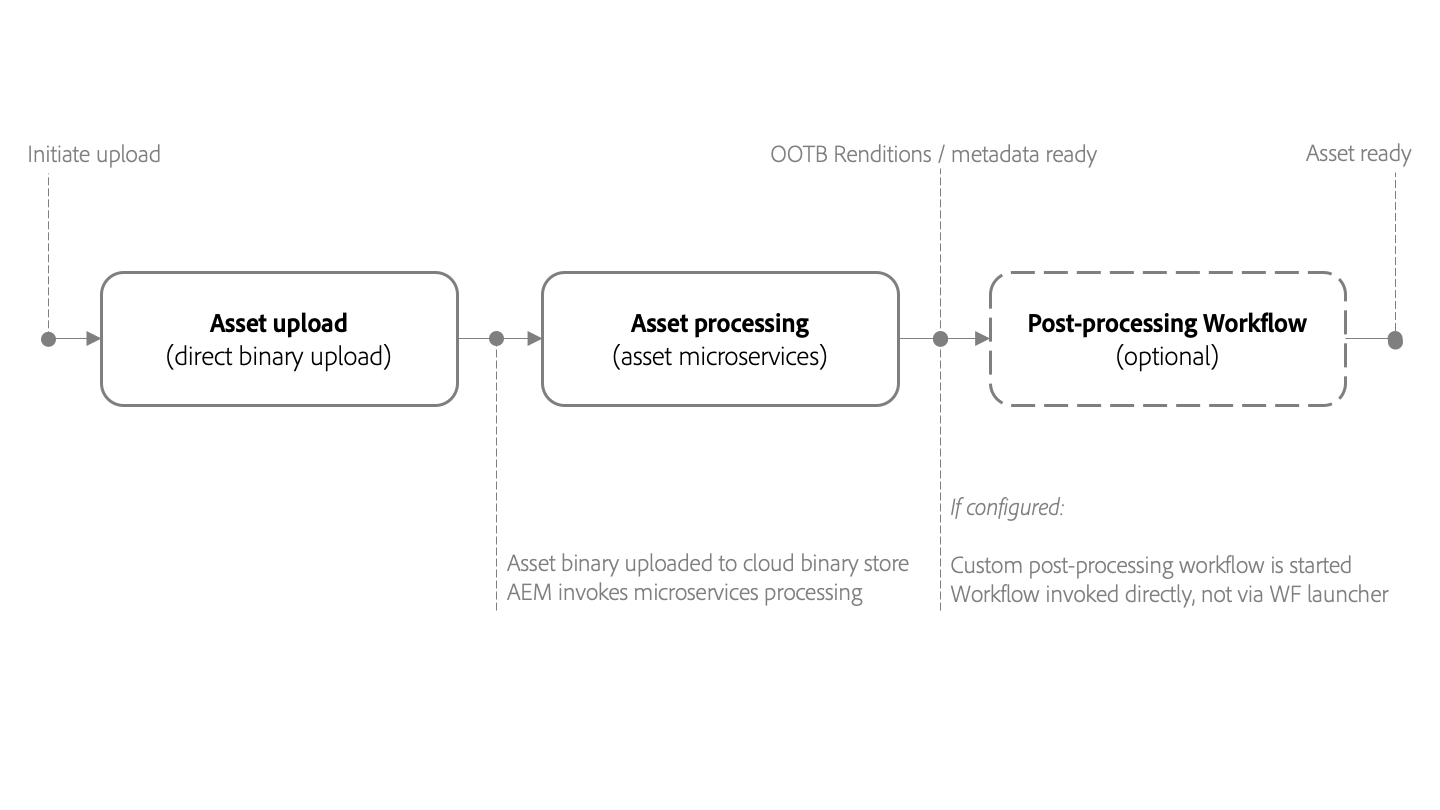 Initiate upload
OOTB Renditions / metadata ready
Asset ready
Asset upload
(direct binary upload)
Asset processing
(asset microservices)
Post-processing Workflow
(optional)
Asset binary uploaded to cloud binary store
AEM invokes microservices processing
If configured:
Custom post-processing workflow is started
Workflow invoked directly, not via WF launcher